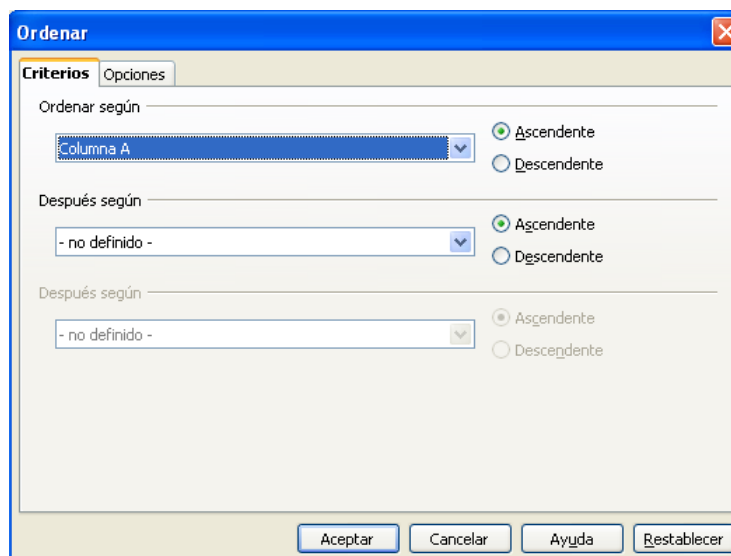 Ordenar
Criterios Opciones
Ordenar según
Columna A
Ascendente
Descendente
Después según
- no definido -
Ascendente
Descendente
Después según
- no definido -
Ascendente
Descendente
Aceptar Cancelar Ayuda Restablecer